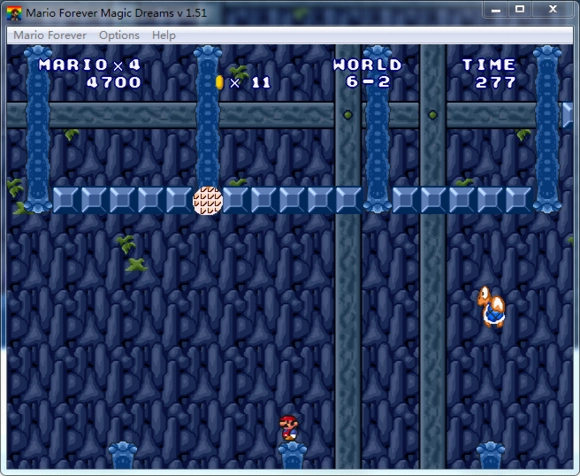 Mario Forever Magic Dreams v 1.51
Mario Forever Options Help
MARIO × 4 WORLD TIME
4700 × 11 6-2 277